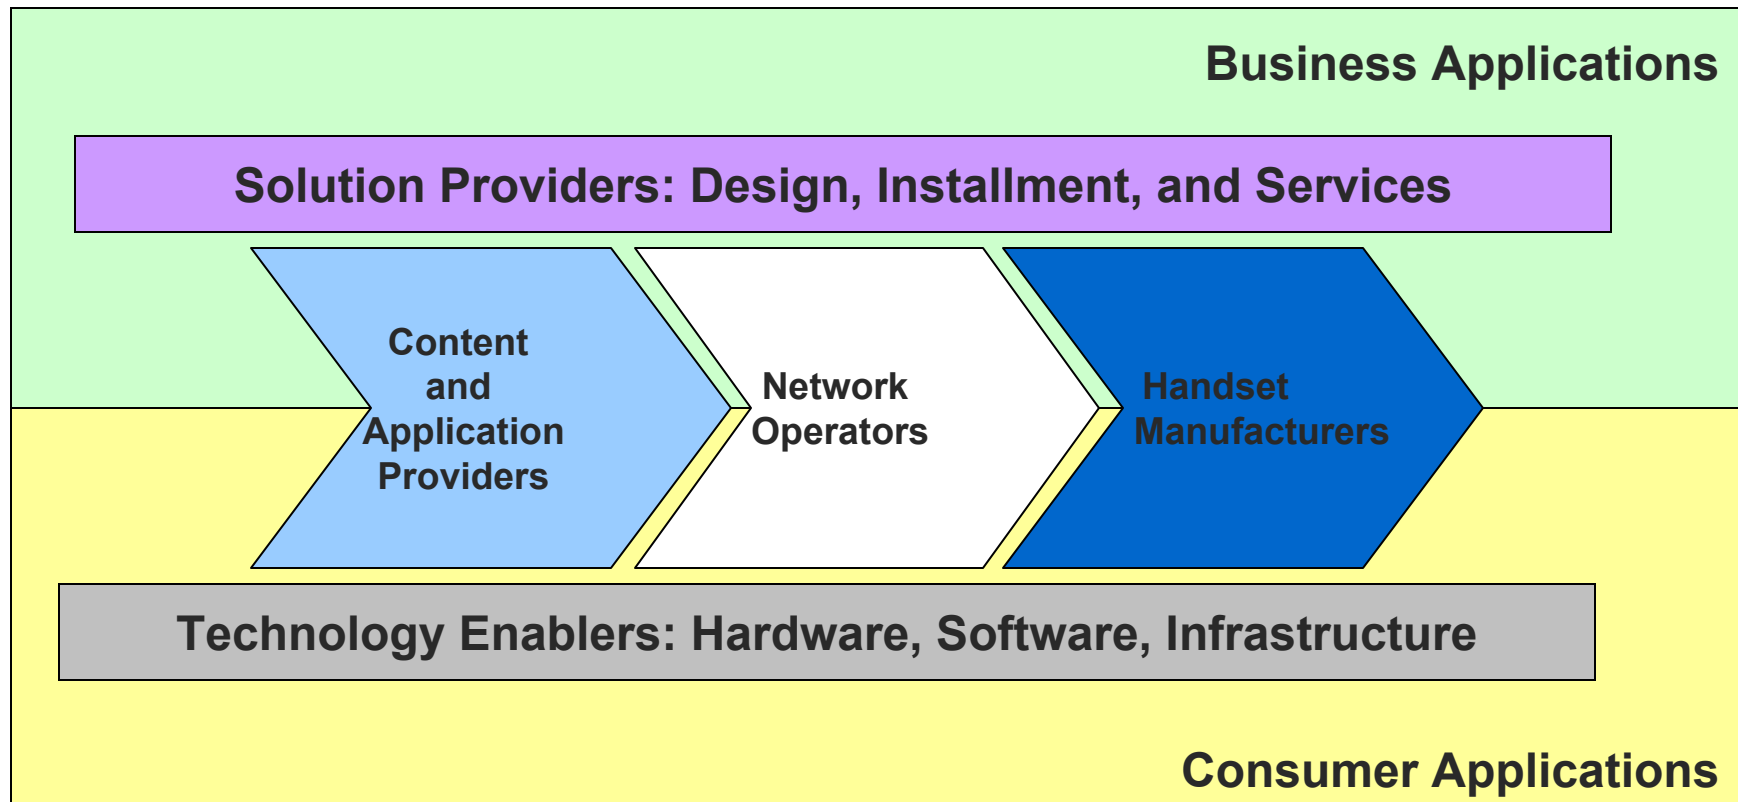 Business Applications
Solution Providers: Design, Installment, and Services
Content
and
Application
Providers
Network
Operators
Handset
Manufacturers
Technology Enablers: Hardware, Software, Infrastructure
Consumer Applications